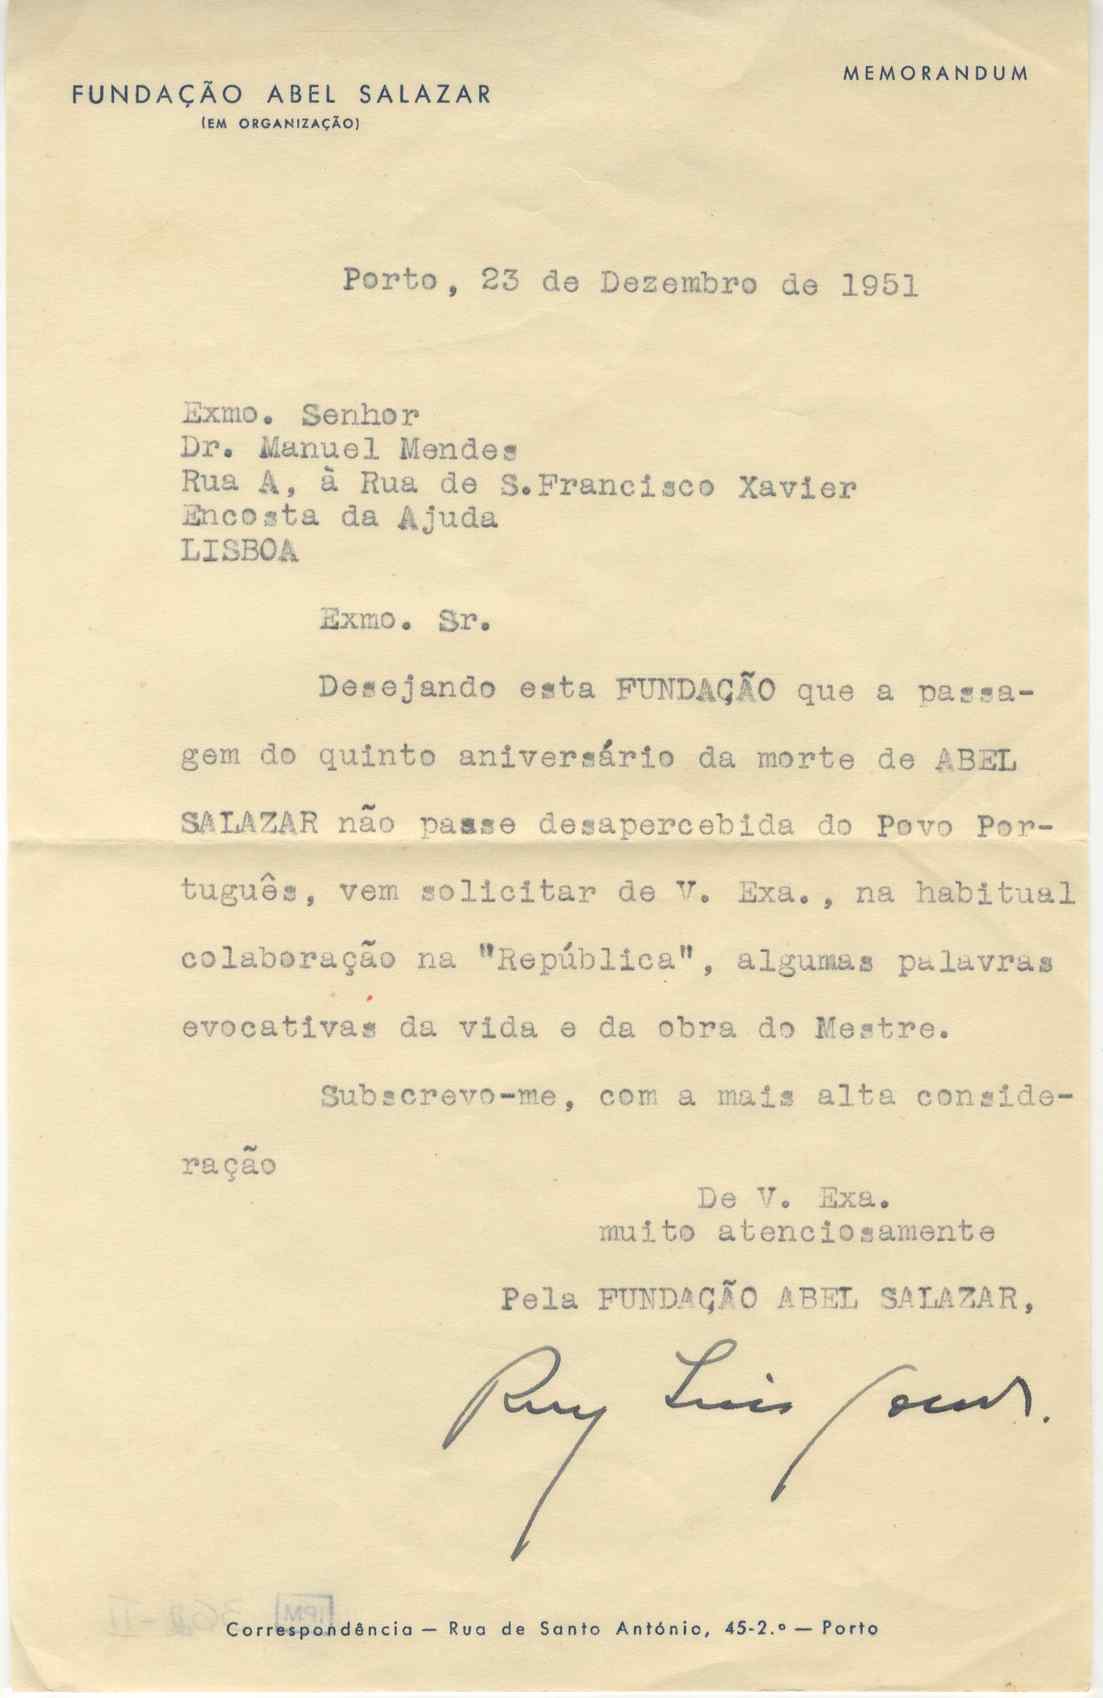 MEMORANDUM
FUNDAÇÃO ABEL SALAZAR
(EM ORGANIZAÇÃO)
Porto, 23 de Dezembro de 1951
Exmo. Senhor
Dr. Manuel Mendes
Rua A, à Rua de S.Francisco Xavier
Encosta da Ajuda
LISBOA
Exmo. Sr.
Desejando esta FUNDAÇÃO que a passa-
gem do quinto aniversário da morte de ABEL
SALAZAR não passe desapercebida do Povo Por-
tuguês, vem solicitar de V. Exa., na habitual
colaboração na "República", algumas palavras
evocativas da vida e da obra do Mestre.
Subscrevo-me, com a mais alta conside-
ração
De V. Exa.
muito atenciosamente
Pela FUNDAÇÃO ABEL SALAZAR,
Ruy Luis
Correspondência — Rua de Santo António, 45-2.º — Porto